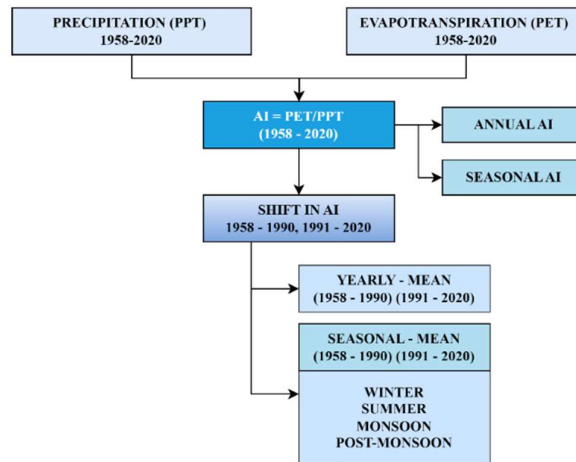 PRECIPITATION (PPT)
1958-2020
EVAPOTRANSPIRATION (PET)
1958-2020
AI = PET/PPT
(1958 - 2020)
ANNUAL AI
SEASONAL AI
SHIFT IN AI
1958 - 1990, 1991 - 2020
YEARLY - MEAN
(1958 - 1990) (1991 - 2020)
SEASONAL - MEAN
(1958 - 1990) (1991 - 2020)
WINTER
SUMMER
MONSOON
POST-MONSOON